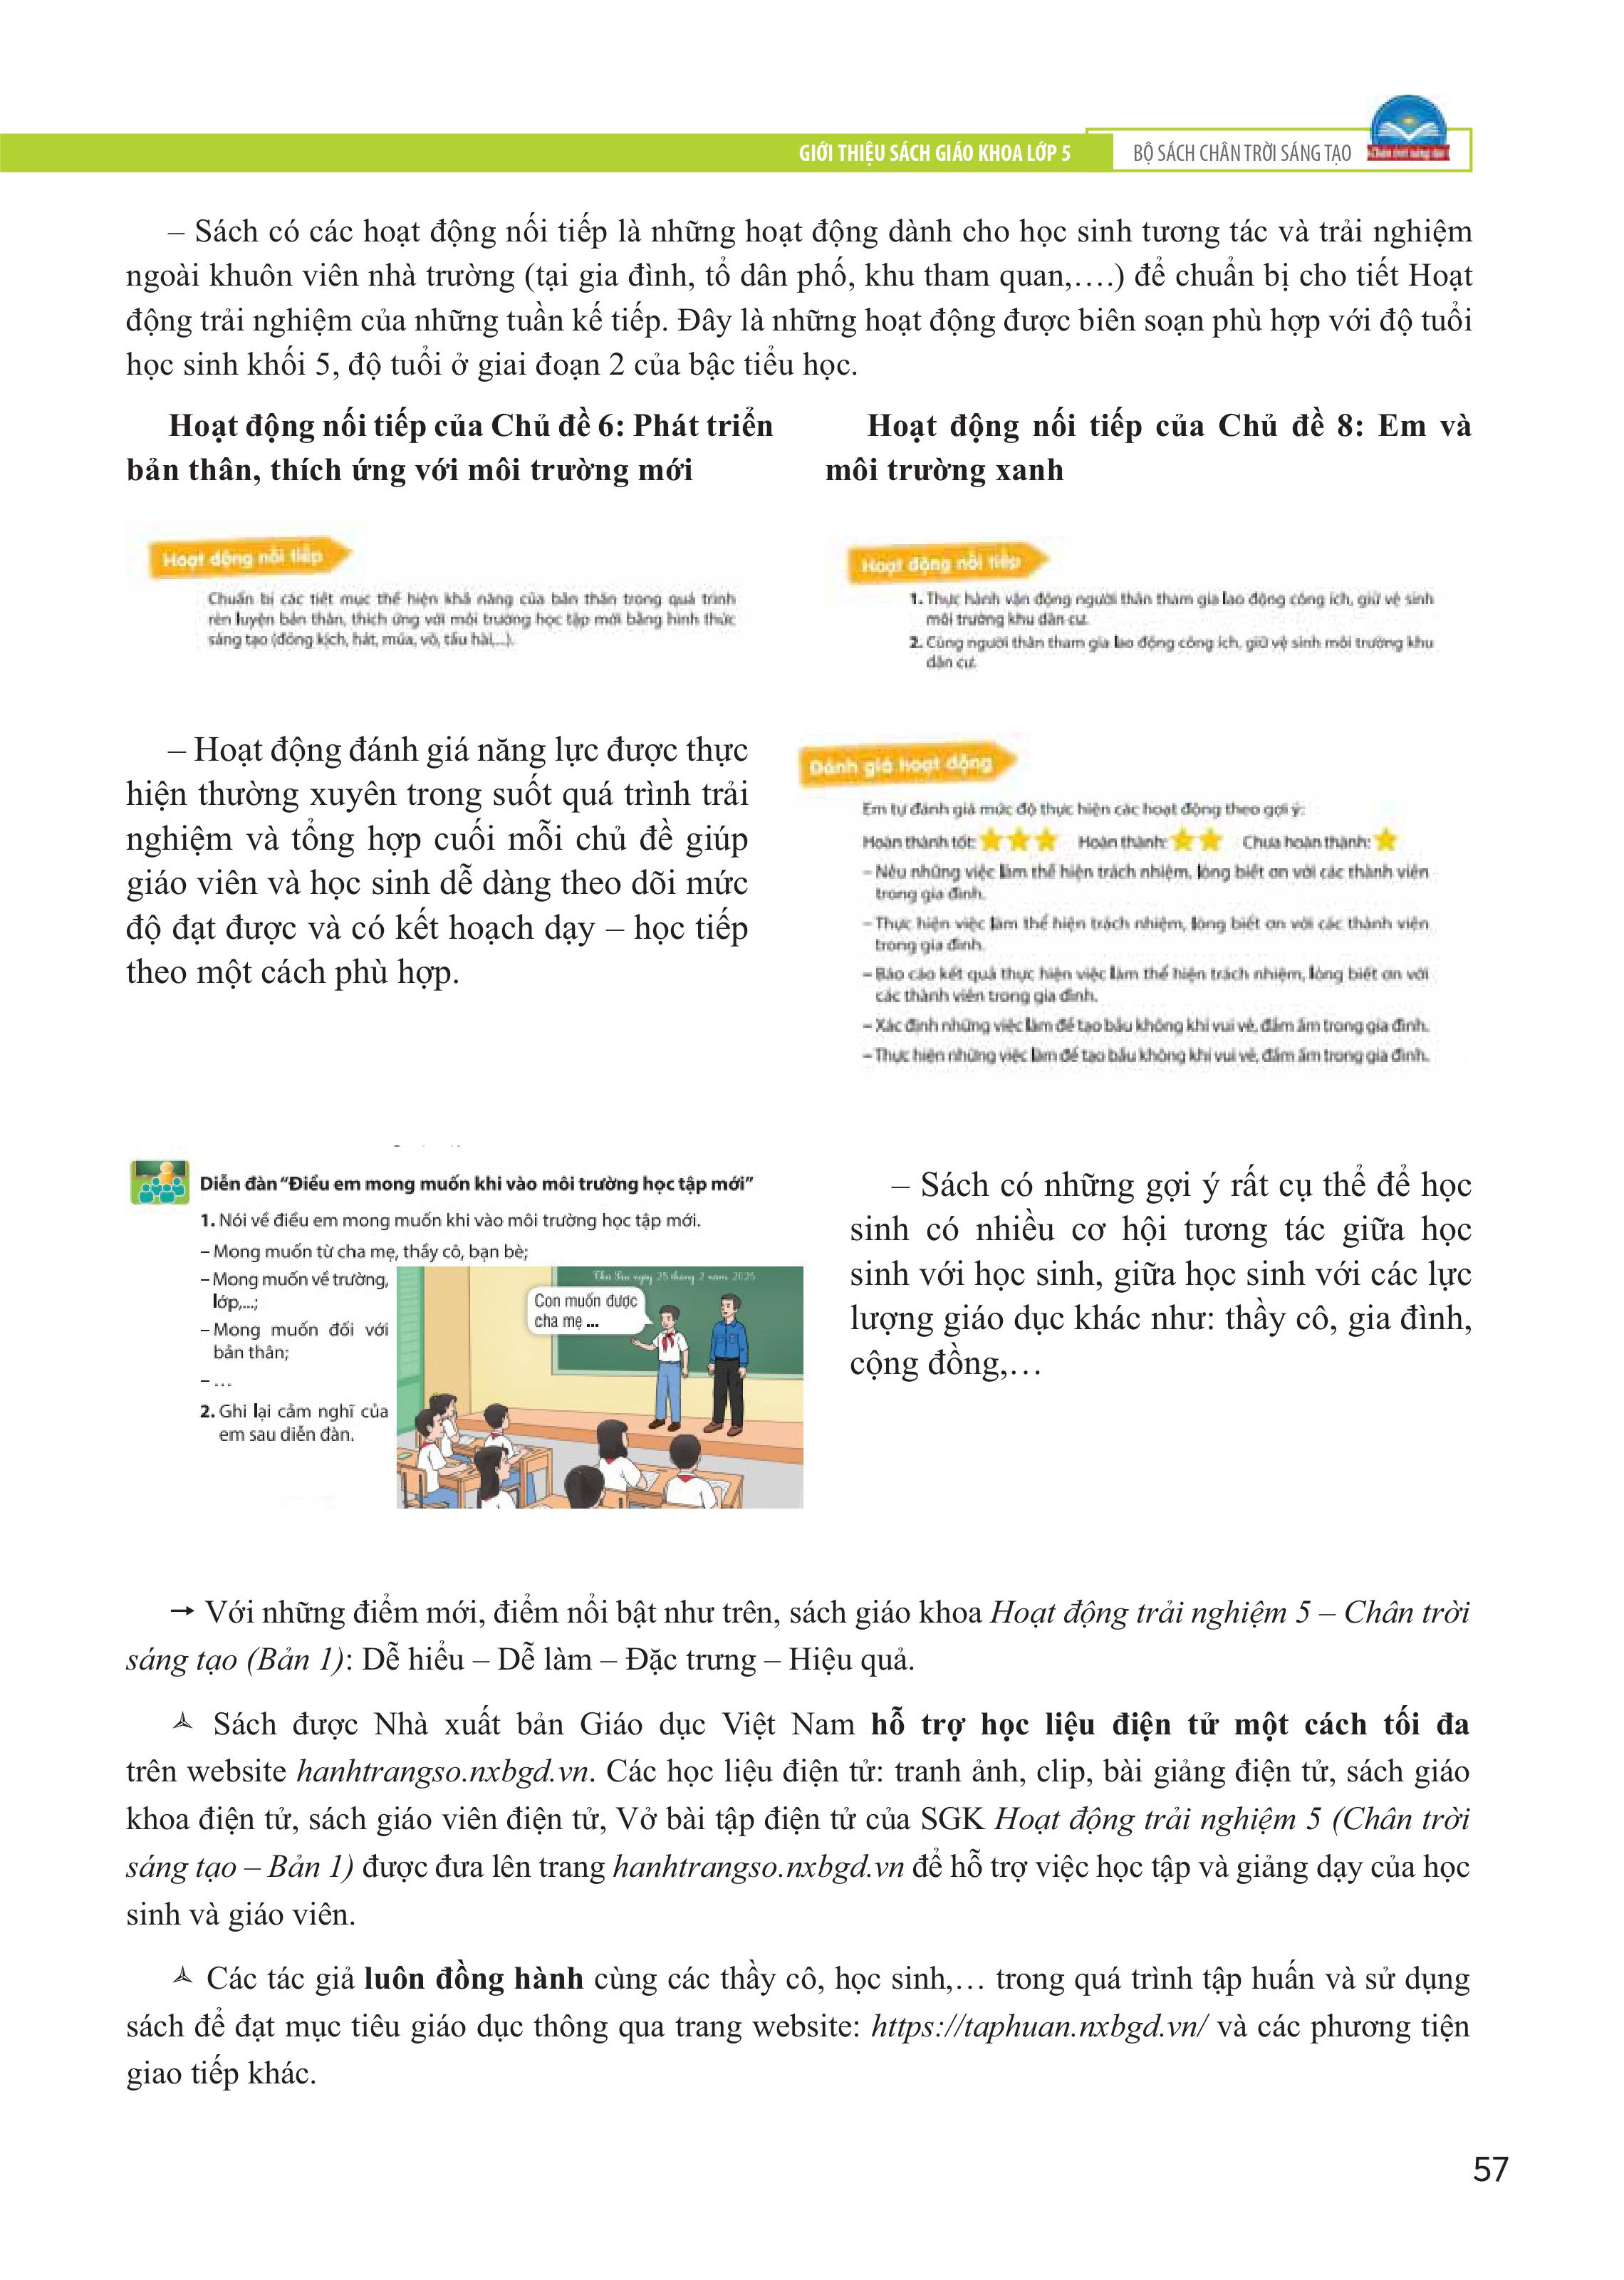 GIỚI THIỆU SÁCH GIÁO KHOA LỚP 5
BỘ SÁCH CHÂN TRỜI SÁNG TẠO
– Sách có các hoạt động nối tiếp là những hoạt động dành cho học sinh tương tác và trải nghiệm
ngoài khuôn viên nhà trường (tại gia đình, tổ dân phố, khu tham quan,….) để chuẩn bị cho tiết Hoạt
động trải nghiệm của những tuần kế tiếp. Đây là những hoạt động được biên soạn phù hợp với độ tuổi
học sinh khối 5, độ tuổi ở giai đoạn 2 của bậc tiểu học.
Hoạt động nối tiếp của Chủ đề 6: Phát triển
bản thân, thích ứng với môi trường mới
Hoạt động nối tiếp
Chuẩn bị các tiết mục thể hiện khả năng của bản thân trong quá trình
rèn luyện bản thân, thích ứng với môi trường học tập mới bằng hình thức
sáng tạo (đóng kịch, hát, múa, võ, tấu hài,...).
Hoạt động nối tiếp của Chủ đề 8: Em và
môi trường xanh
Hoạt động nối tiếp
1. Thực hành vận động người thân tham gia lao động công ích, giữ vệ sinh
môi trường khu dân cư.
2. Cùng người thân tham gia lao động công ích, giữ vệ sinh môi trường khu
dân cư.
– Hoạt động đánh giá năng lực được thực
hiện thường xuyên trong suốt quá trình trải
nghiệm và tổng hợp cuối mỗi chủ đề giúp
giáo viên và học sinh dễ dàng theo dõi mức
độ đạt được và có kết hoạch dạy – học tiếp
theo một cách phù hợp.
Đánh giá hoạt động
Em tự đánh giá mức độ thực hiện các hoạt động theo gợi ý:
Hoàn thành tốt: Hoàn thành: Chưa hoàn thành:
– Nêu những việc làm thể hiện trách nhiệm, lòng biết ơn với các thành viên
trong gia đình.
– Thực hiện việc làm thể hiện trách nhiệm, lòng biết ơn với các thành viên
trong gia đình.
– Báo cáo kết quả thực hiện việc làm thể hiện trách nhiệm, lòng biết ơn với
các thành viên trong gia đình.
– Xác định những việc làm để tạo bầu không khí vui vẻ, đầm ấm trong gia đình.
– Thực hiện những việc làm để tạo bầu không khí vui vẻ, đầm ấm trong gia đình.
Diễn đàn “Điều em mong muốn khi vào môi trường học tập mới”
1. Nói về điều em mong muốn khi vào môi trường học tập mới.
– Mong muốn từ cha mẹ, thầy cô, bạn bè;
– Mong muốn về trường,
lớp,...;
– Mong muốn đối với
bản thân;
– ...
2. Ghi lại cảm nghĩ của
em sau diễn đàn.
Thứ Sáu ngày 28 tháng 2 năm 2025
Con muốn được
cha mẹ ...
– Sách có những gợi ý rất cụ thể để học
sinh có nhiều cơ hội tương tác giữa học
sinh với học sinh, giữa học sinh với các lực
lượng giáo dục khác như: thầy cô, gia đình,
cộng đồng,…
→ Với những điểm mới, điểm nổi bật như trên, sách giáo khoa Hoạt động trải nghiệm 5 – Chân trời
sáng tạo (Bản 1): Dễ hiểu – Dễ làm – Đặc trưng – Hiệu quả.
Sách được Nhà xuất bản Giáo dục Việt Nam hỗ trợ học liệu điện tử một cách tối đa
trên website hanhtrangso.nxbgd.vn. Các học liệu điện tử: tranh ảnh, clip, bài giảng điện tử, sách giáo
khoa điện tử, sách giáo viên điện tử, Vở bài tập điện tử của SGK Hoạt động trải nghiệm 5 (Chân trời
sáng tạo – Bản 1) được đưa lên trang hanhtrangso.nxbgd.vn để hỗ trợ việc học tập và giảng dạy của học
sinh và giáo viên.
Các tác giả luôn đồng hành cùng các thầy cô, học sinh,… trong quá trình tập huấn và sử dụng
sách để đạt mục tiêu giáo dục thông qua trang website: https://taphuan.nxbgd.vn/ và các phương tiện
giao tiếp khác.
57